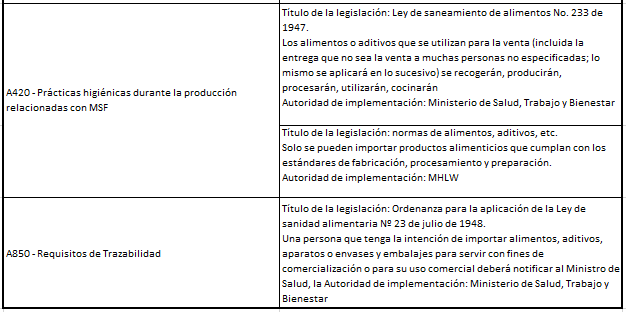 A420 - Prácticas higiénicas durante la producción
relacionadas con MSF
Título de la legislación: Ley de saneamiento de alimentos No. 233 de
1947.
Los alimentos o aditivos que se utilizan para la venta (incluida la
entrega que no sea la venta a muchas personas no especificadas; lo
mismo se aplicará en lo sucesivo) se recogerán, producirán,
procesarán, utilizarán, cocinarán
Autoridad de implementación: Ministerio de Salud, Trabajo y Bienestar
Título de la legislación: normas de alimentos, aditivos, etc.
Solo se pueden importar productos alimenticios que cumplan con los
estándares de fabricación, procesamiento y preparación.
Autoridad de implementación: MHLW
A850 - Requisitos de Trazabilidad
Título de la legislación: Ordenanza para la aplicación de la Ley de
sanidad alimentaria Nº 23 de julio de 1948.
Una persona que tenga la intención de importar alimentos, aditivos,
aparatos o envases y embalajes para servir con fines de
comercialización o para su uso comercial deberá notificar al Ministro de
Salud, la Autoridad de implementación: Ministerio de Salud, Trabajo y
Bienestar